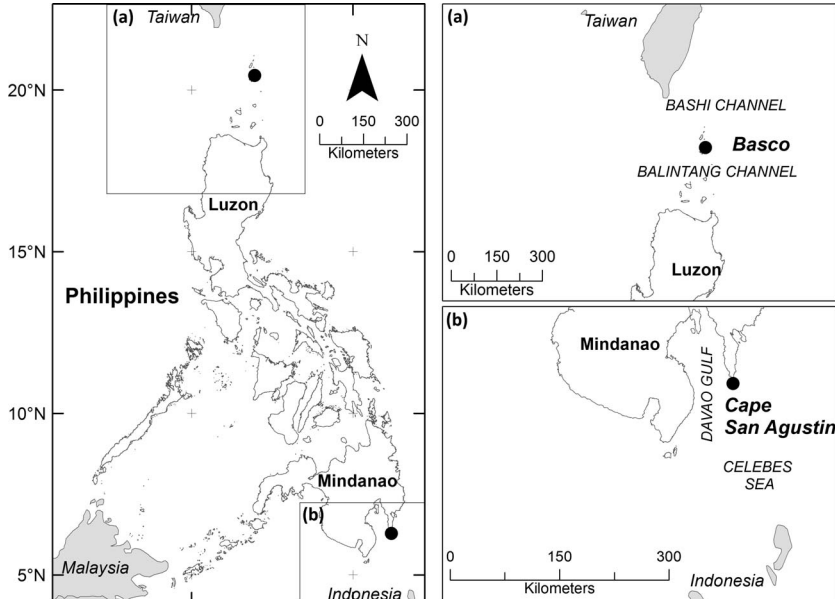 (a)
Taiwan
N
0 150 300
Kilometers
20°N
Luzon
15°N
Philippines
10°N
Mindanao
(b)
Malaysia
5°N
Indonesia
(a)
Taiwan
BASHI CHANNEL
Basco
BALINTANG CHANNEL
0 150 300
Kilometers
Luzon
(b)
Mindanao
DAVAO GULF
Cape
San Agustin
CELEBES
SEA
0 150 300
Kilometers
Indonesia